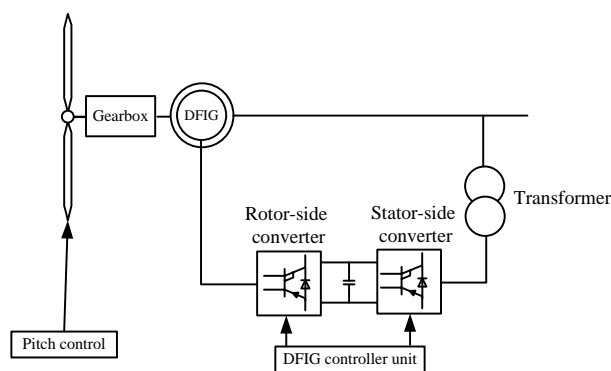 Gearbox
DFIG
Transformer
Rotor-side
converter
Stator-side
converter
Pitch control
DFIG controller unit